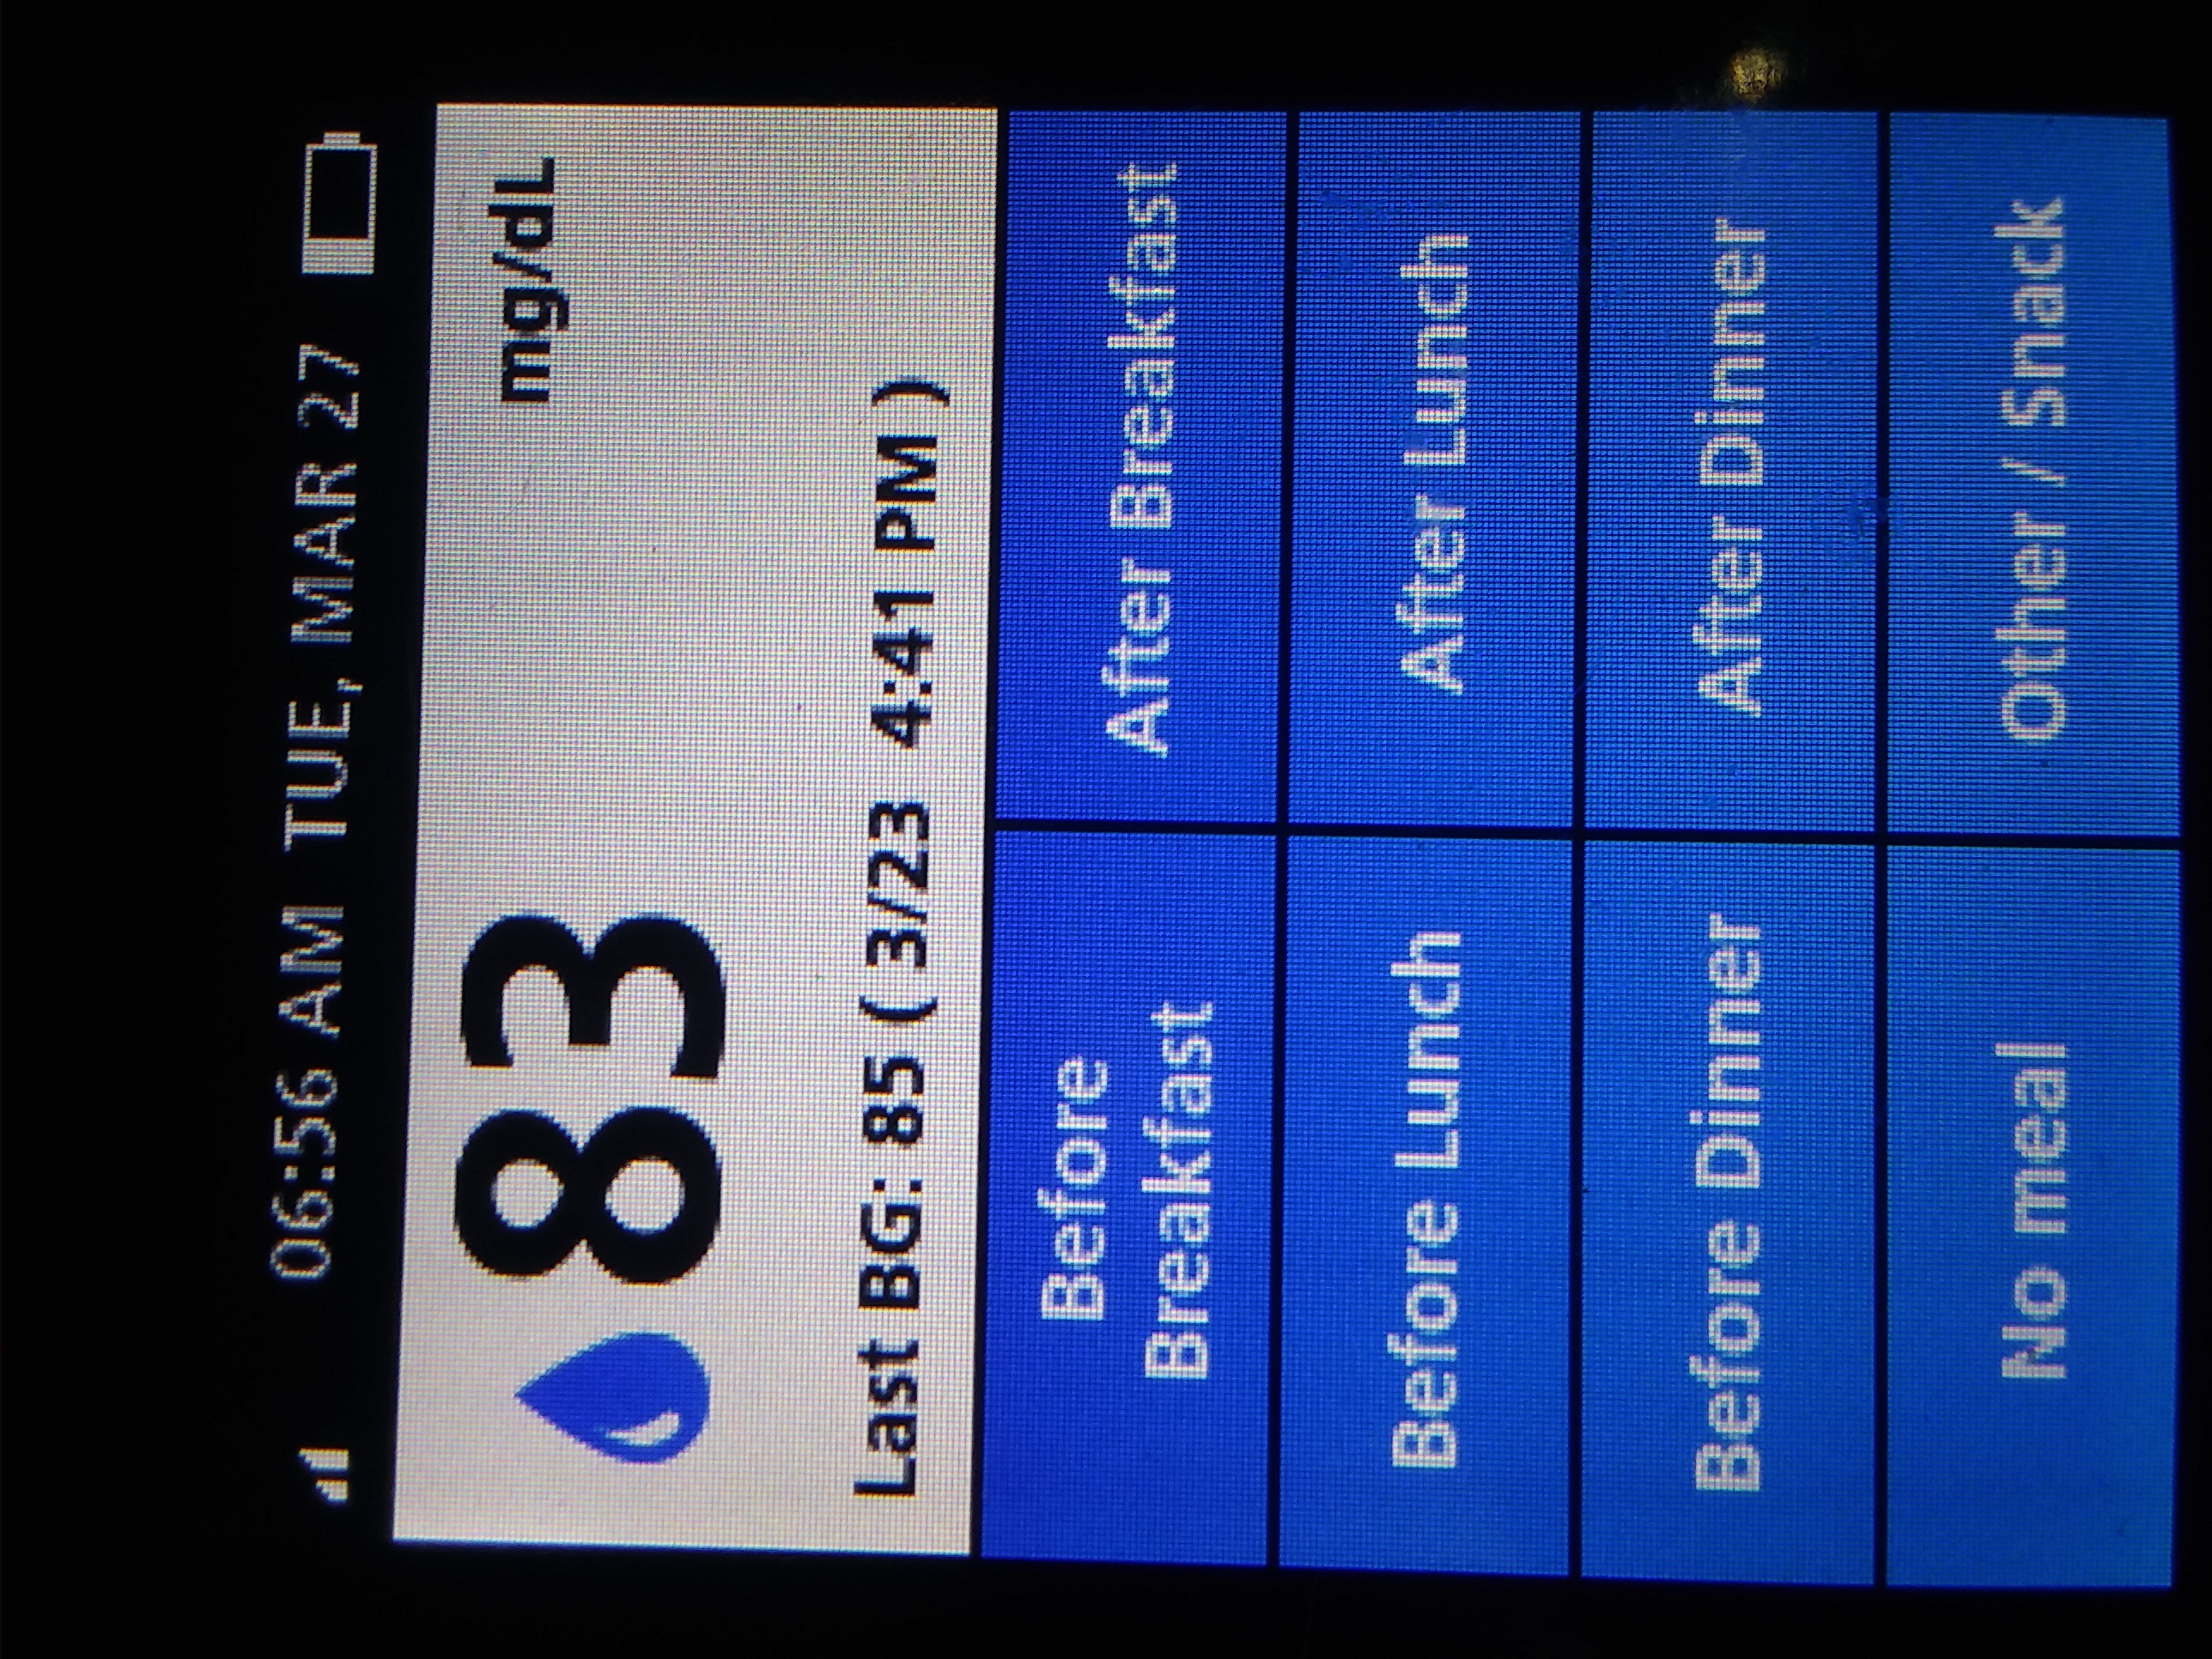 06:56 AM TUE, MAR 27
83 mg/dL
Last BG: 85 ( 3/23 4:41 PM )
Before
Breakfast
After Breakfast
Before Lunch
After Lunch
Before Dinner
After Dinner
No meal
Other / Snack